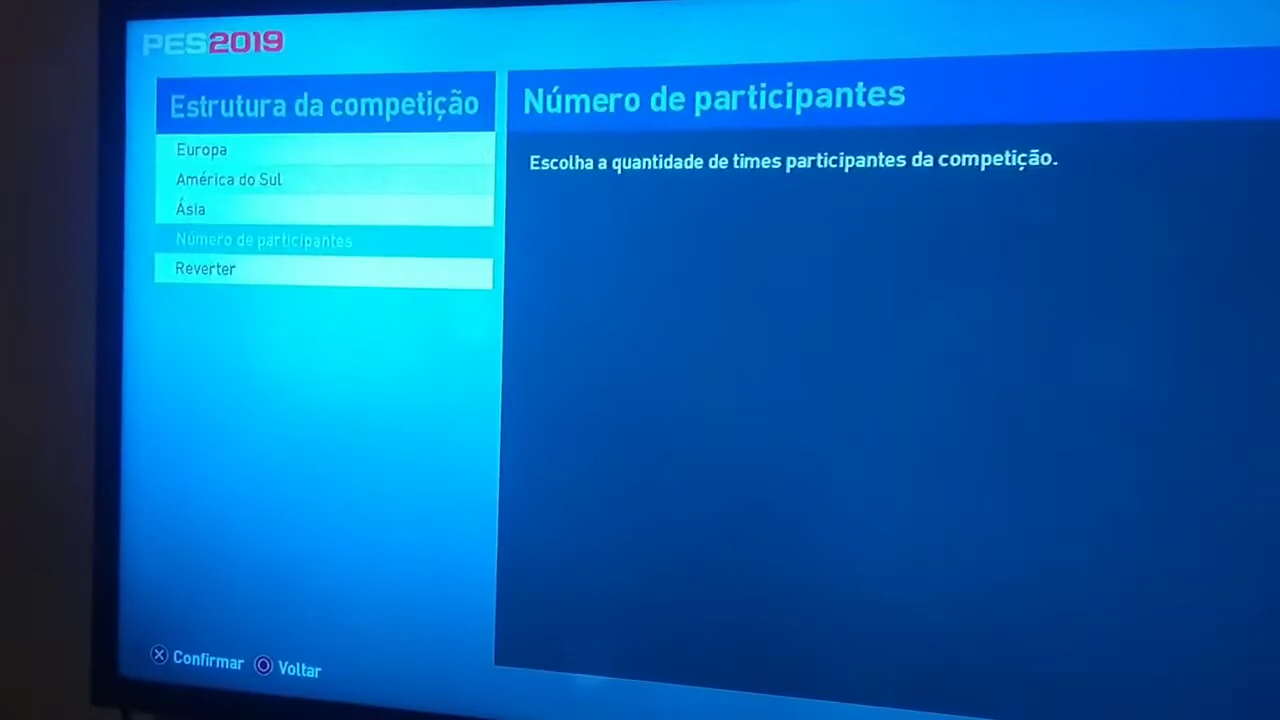 PES2019
Estrutura da competição
Europa
América do Sul
Ásia
Número de participantes
Reverter
Número de participantes
Escolha a quantidade de times participantes da competição.
Confirmar Voltar